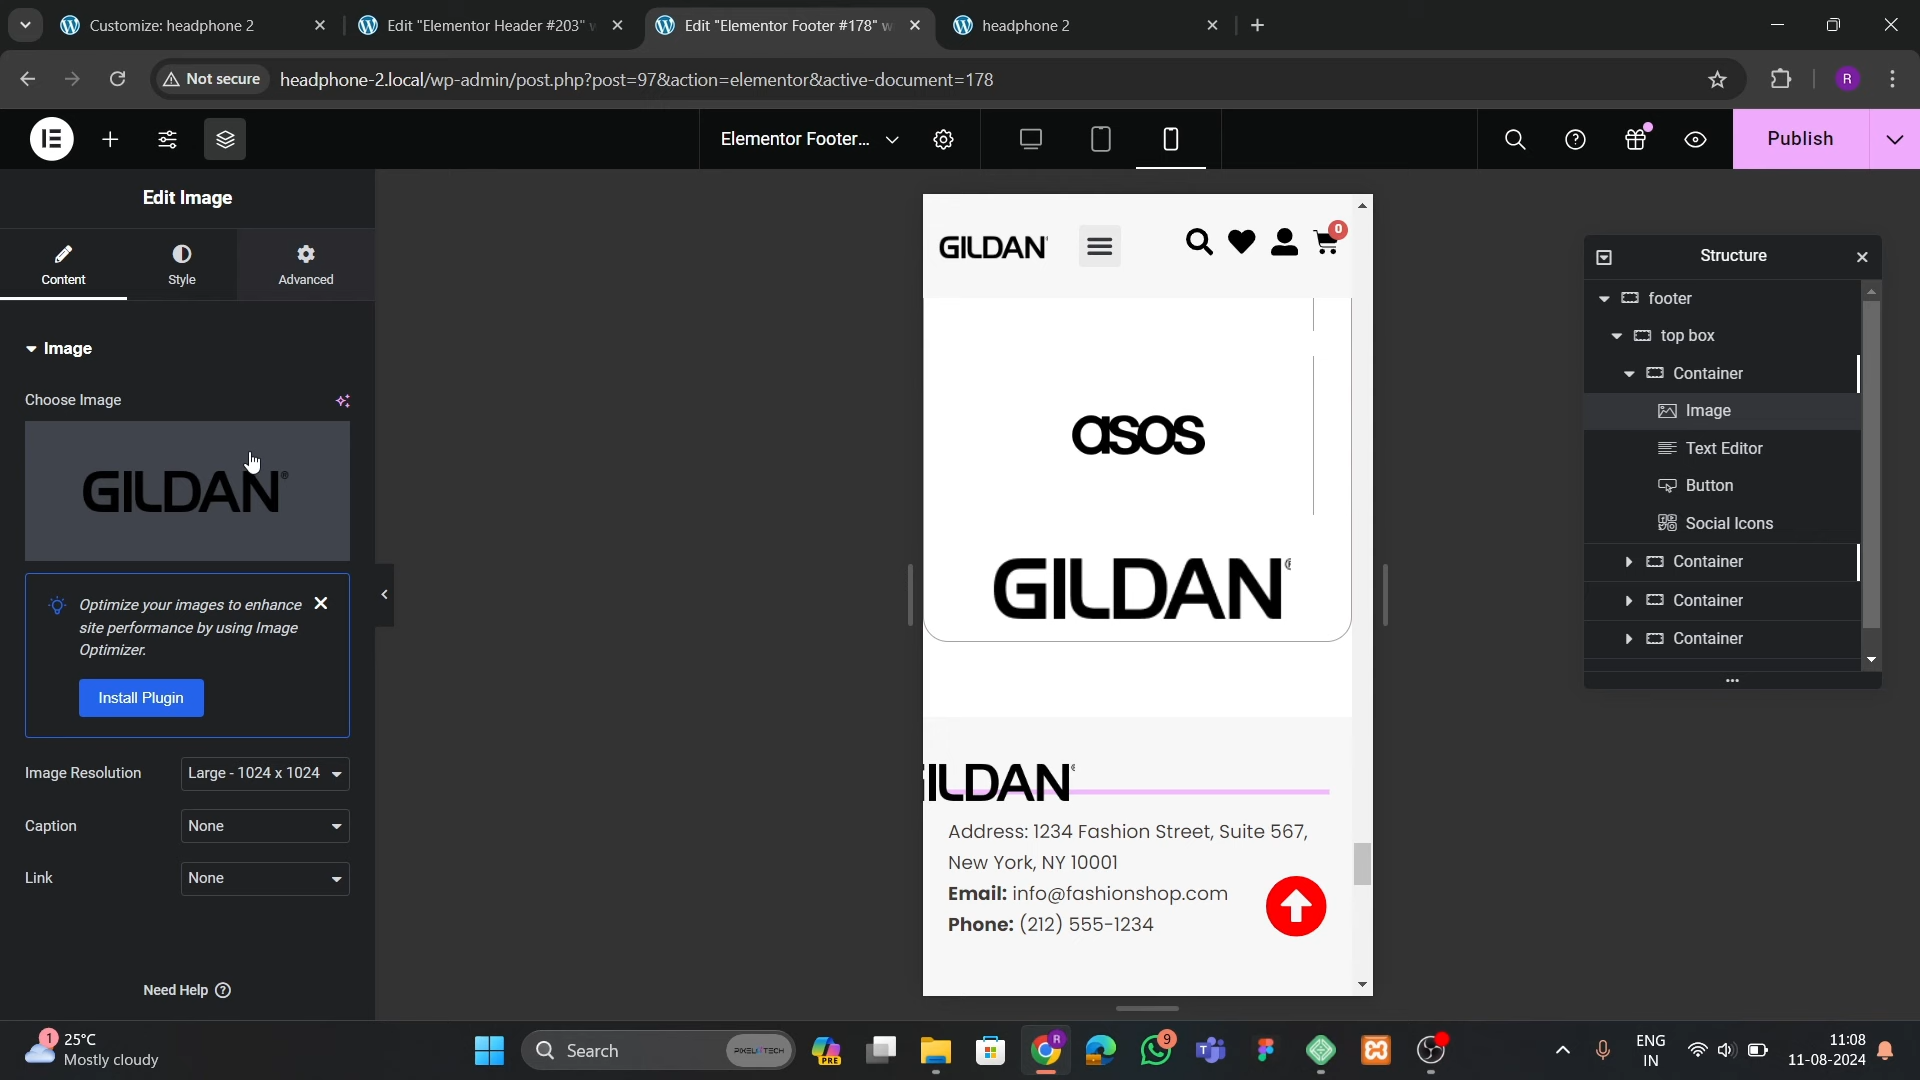 Customize: headphone 2
Edit "Elementor Header #203" w
Edit "Elementor Footer #178" w
headphone 2
Not secure
headphone-2.local/wp-admin/post.php?post=97&action=elementor&active-document=178
R
Elementor Footer...
Publish
Edit Image
Content
Style
Advanced
Image
Choose Image
GILDAN
Optimize your images to enhance
site performance by using Image
Optimizer.
Install Plugin
Image Resolution
Large - 1024 x 1024
Caption
None
Link
None
Need Help
GILDAN
0
asos
GILDAN
ILDAN
Address: 1234 Fashion Street, Suite 567,
New York, NY 10001
Email: info@fashionshop.com
Phone: (212) 555-1234
Structure
footer
top box
Container
Image
Text Editor
Button
Social Icons
Container
Container
Container
1
25°C
Mostly cloudy
Search
PIXELOTECH
PRE
R
9
ENG
IN
11:08
11-08-2024